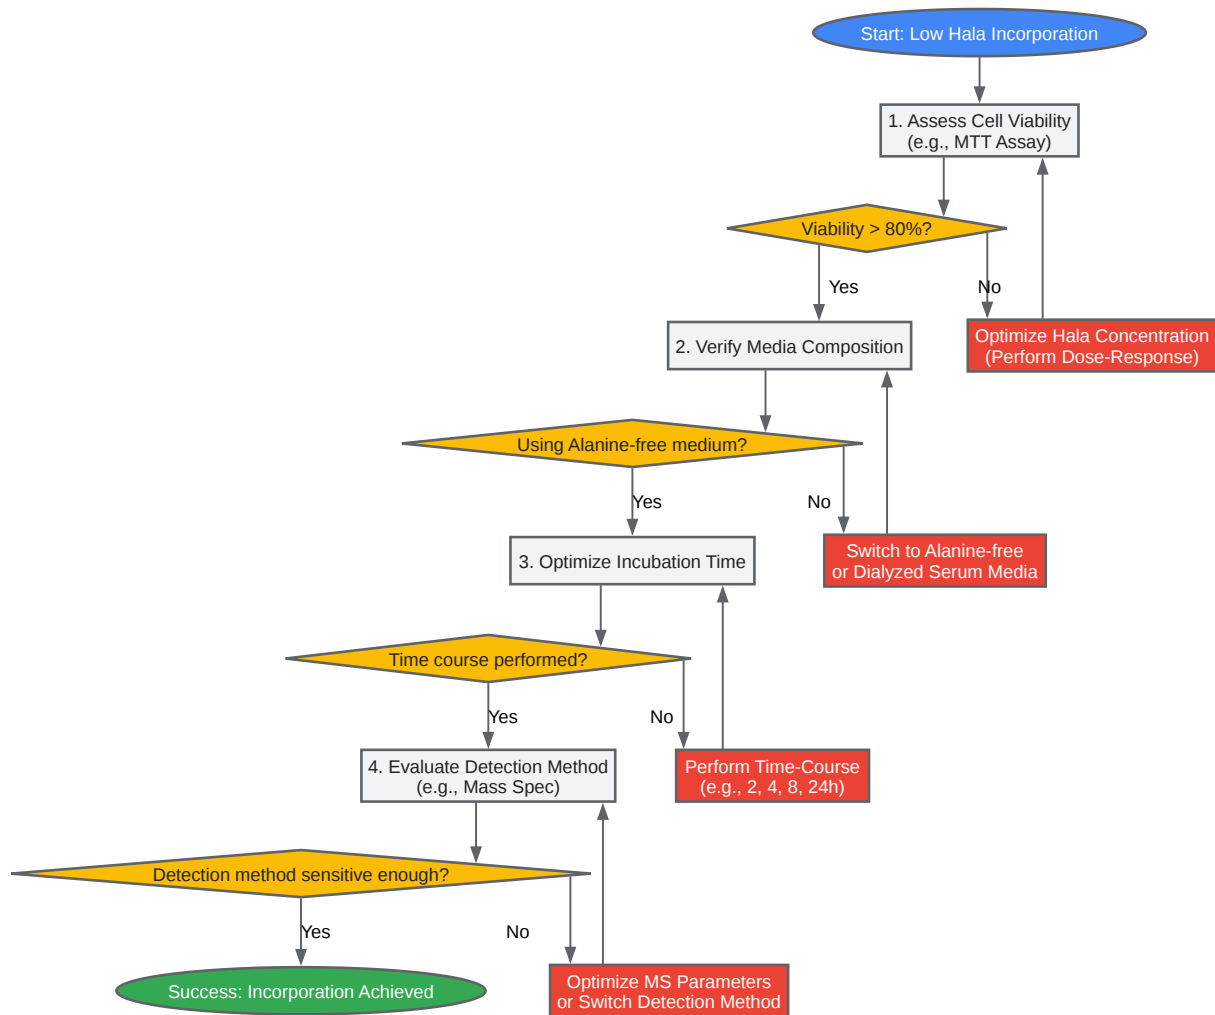 Start: Low Hala Incorporation
1. Assess Cell Viability
(e.g., MTT Assay)
Viability > 80%?
Yes
No
Optimize Hala Concentration
(Perform Dose-Response)
2. Verify Media Composition
Using Alanine-free medium?
Yes
No
Switch to Alanine-free
or Dialyzed Serum Media
3. Optimize Incubation Time
Time course performed?
Yes
No
Perform Time-Course
(e.g., 2, 4, 8, 24h)
4. Evaluate Detection Method
(e.g., Mass Spec)
Detection method sensitive enough?
Yes
No
Optimize MS Parameters
or Switch Detection Method
Success: Incorporation Achieved